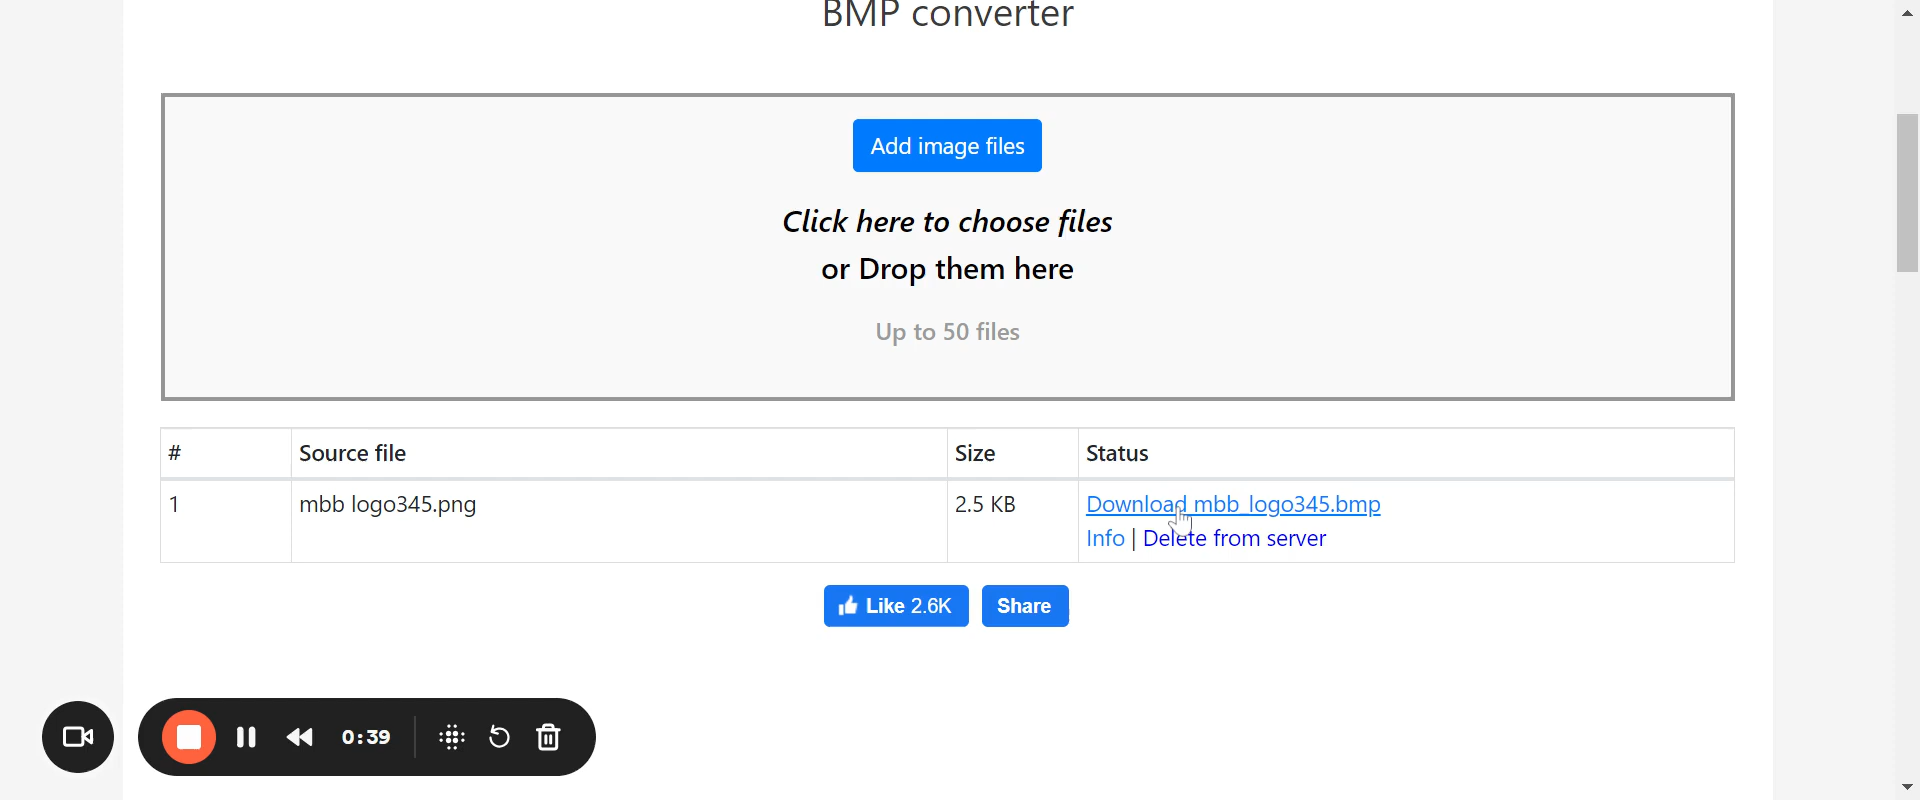 BMP converter
Add image files
Click here to choose files
or Drop them here
Up to 50 files
# Source file Size Status
1 mbb logo345.png 2.5 KB Download mbb_logo345.bmp
Info | Delete from server
Like 2.6K Share
0:39